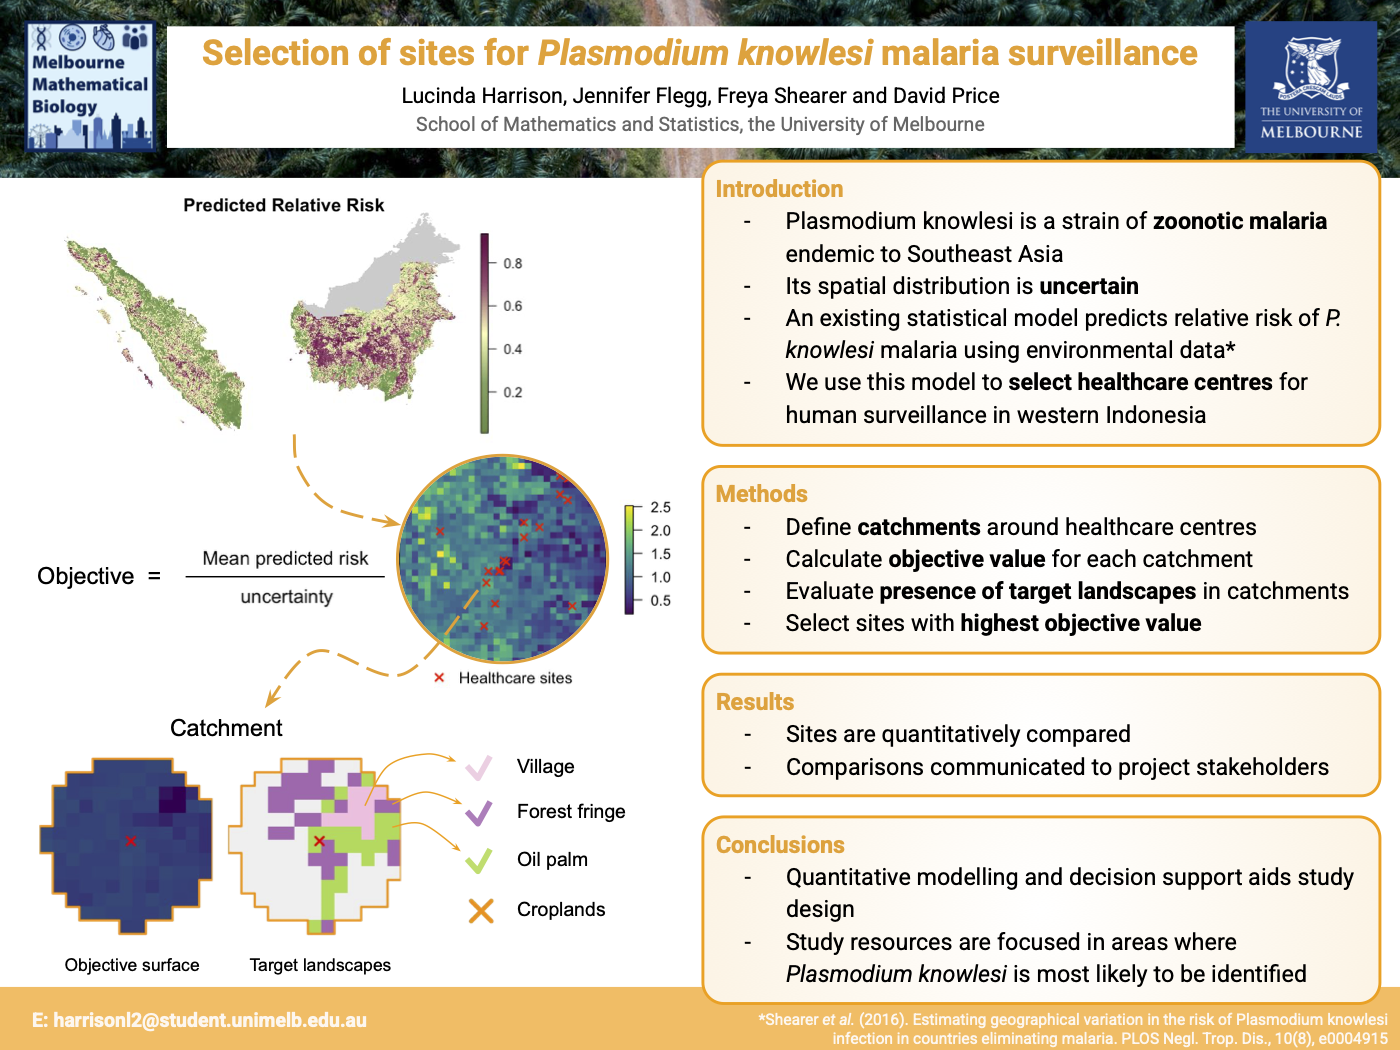 Melbourne
Mathematical
Biology
Selection of sites for Plasmodium knowlesi malaria surveillance
Lucinda Harrison, Jennifer Flegg, Freya Shearer and David Price
School of Mathematics and Statistics, the University of Melbourne
THE UNIVERSITY OF
MELBOURNE
Predicted Relative Risk
0.8
0.6
0.4
0.2
Objective =
Mean predicted risk
uncertainty
2.5
2.0
1.5
1.0
0.5
Healthcare sites
Catchment
Village
Forest fringe
Oil palm
Croplands
Objective surface
Target landscapes
Introduction
- Plasmodium knowlesi is a strain of zoonotic malaria
endemic to Southeast Asia
- Its spatial distribution is uncertain
- An existing statistical model predicts relative risk of P.
knowlesi malaria using environmental data*
- We use this model to select healthcare centres for
human surveillance in western Indonesia
Methods
- Define catchments around healthcare centres
- Calculate objective value for each catchment
- Evaluate presence of target landscapes in catchments
- Select sites with highest objective value
Results
- Sites are quantitatively compared
- Comparisons communicated to project stakeholders
Conclusions
- Quantitative modelling and decision support aids study
design
- Study resources are focused in areas where
Plasmodium knowlesi is most likely to be identified
E: harrisonl2@student.unimelb.edu.au
*Shearer et al. (2016). Estimating geographical variation in the risk of Plasmodium knowlesi
infection in countries eliminating malaria. PLOS Negl. Trop. Dis., 10(8), e0004915